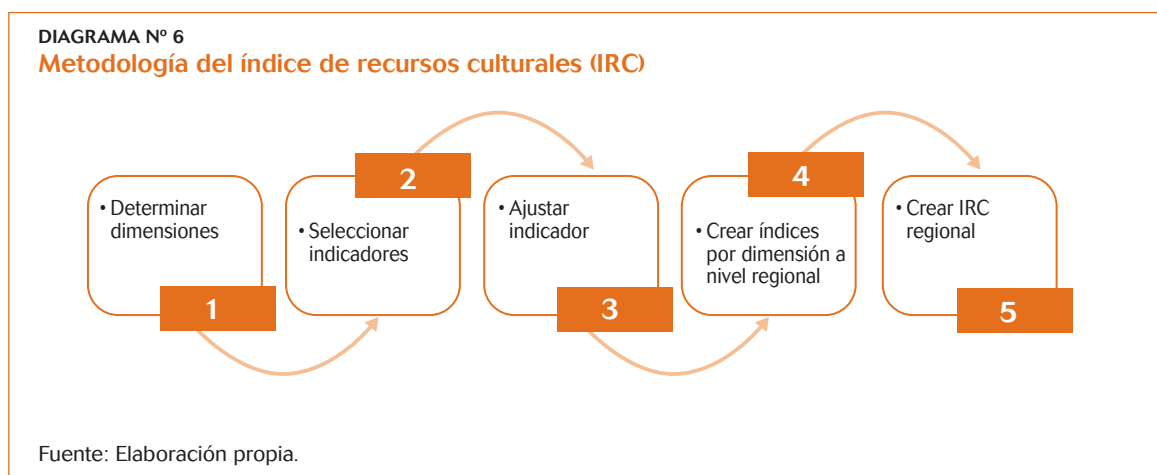 DIAGRAMA Nº 6
Metodología del índice de recursos culturales (IRC)
• Determinar
dimensiones
1
2
• Seleccionar
indicadores
• Ajustar
indicador
3
4
• Crear índices
por dimensión a
nivel regional
• Crear IRC
regional
5
Fuente: Elaboración propia.